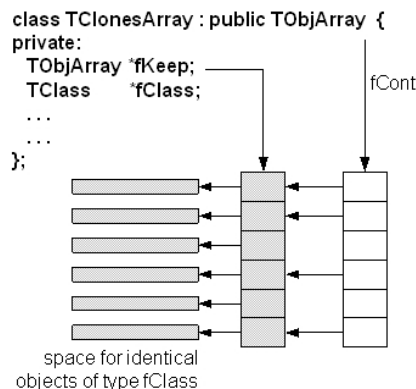 class TClonesArray : public TObjArray {
private:
TObjArray *fKeep;
TClass *fClass;
...
...
};
fCont
space for identical
objects of type fClass